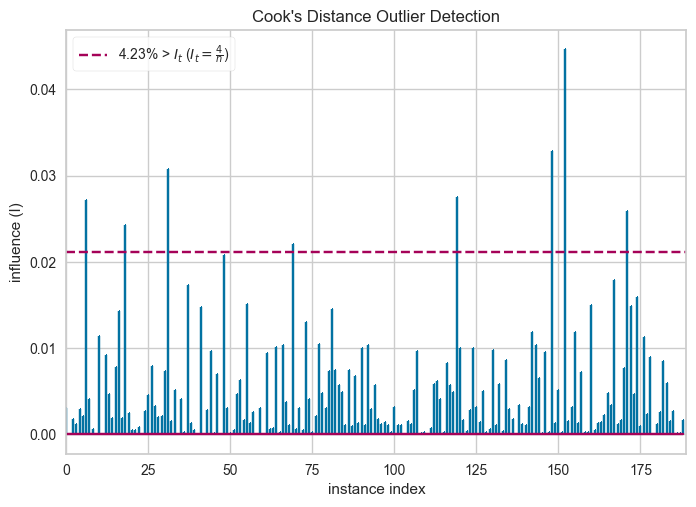 Cook's Distance Outlier Detection
4.23% > I_t (I_t = 4/n)
0.04
0.03
0.02
0.01
0.00
influence (I)
0 25 50 75 100 125 150 175
instance index